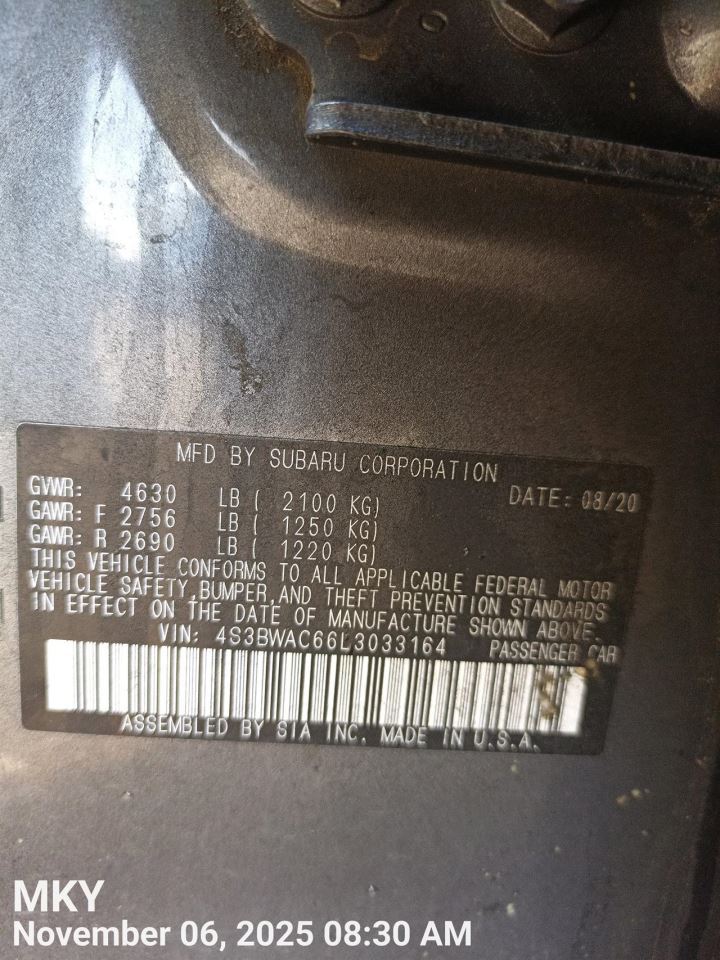 MFD BY SUBARU CORPORATION
GVWR: 4630 LB ( 2100 KG) DATE: 08/20
GAWR: F 2756 LB ( 1250 KG)
GAWR: R 2690 LB ( 1220 KG)
THIS VEHICLE CONFORMS TO ALL APPLICABLE FEDERAL MOTOR
VEHICLE SAFETY,BUMPER,AND THEFT PREVENTION STANDARDS
IN EFFECT ON THE DATE OF MANUFACTURE SHOWN ABOVE.
VIN: 4S3BWAC66L3033164 PASSENGER CAR
ASSEMBLED BY SIA INC. MADE IN U.S.A.
MKY
November 06, 2025 08:30 AM